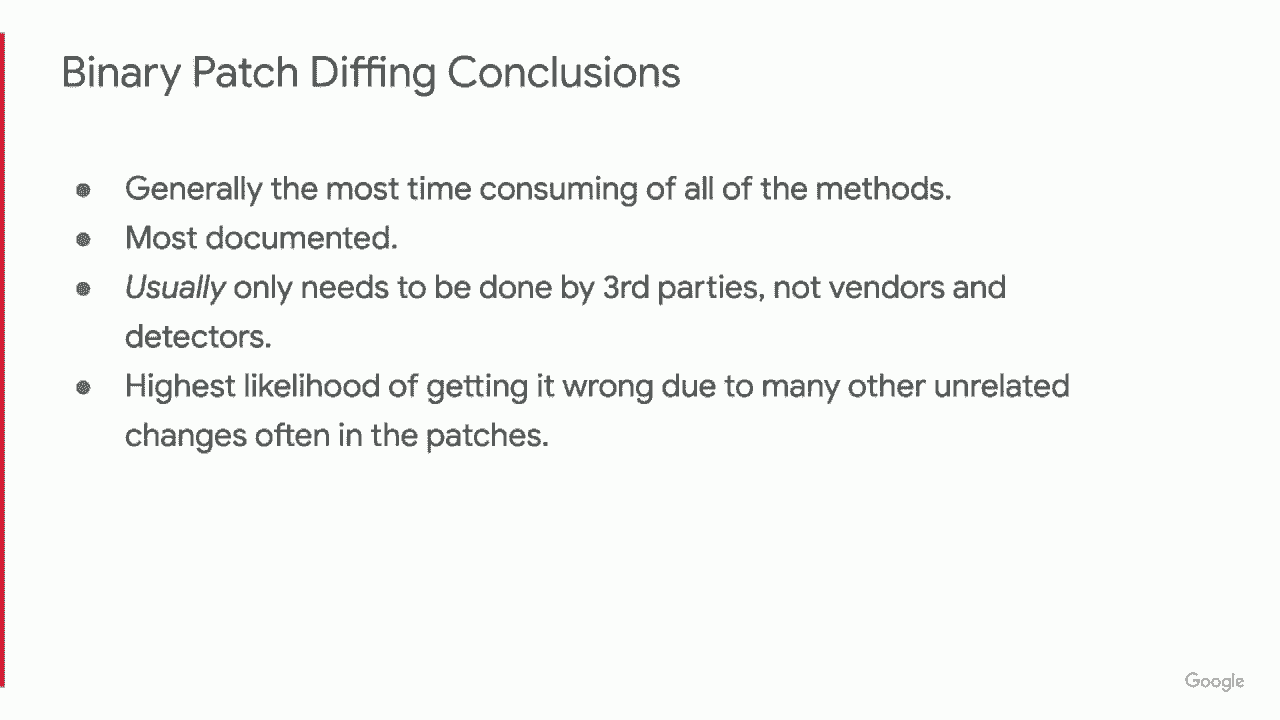 Binary Patch Diffing Conclusions
● Generally the most time consuming of all of the methods.
● Most documented.
● Usually only needs to be done by 3rd parties, not vendors and
detectors.
● Highest likelihood of getting it wrong due to many other unrelated
changes often in the patches.
Google